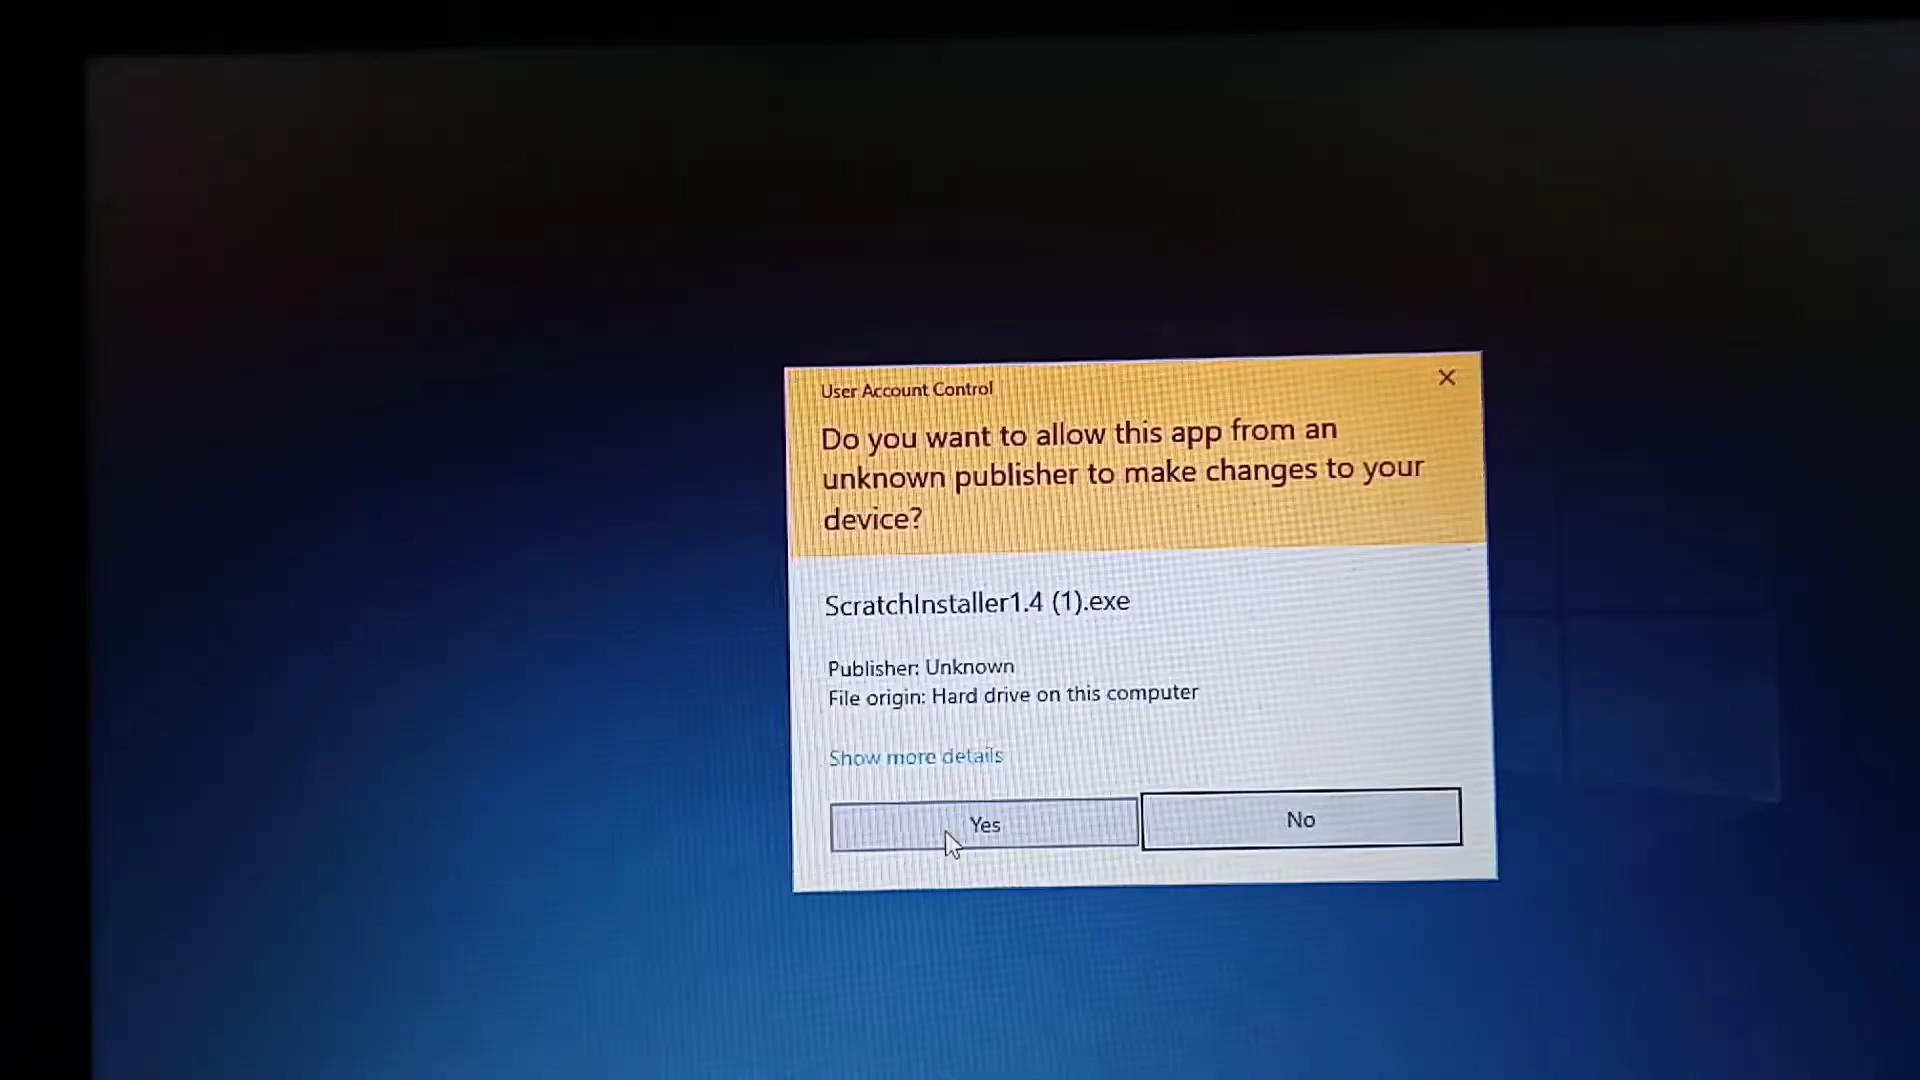 User Account Control
Do you want to allow this app from an
unknown publisher to make changes to your
device?
ScratchInstaller1.4 (1).exe
Publisher: Unknown
File origin: Hard drive on this computer
Show more details
Yes
No